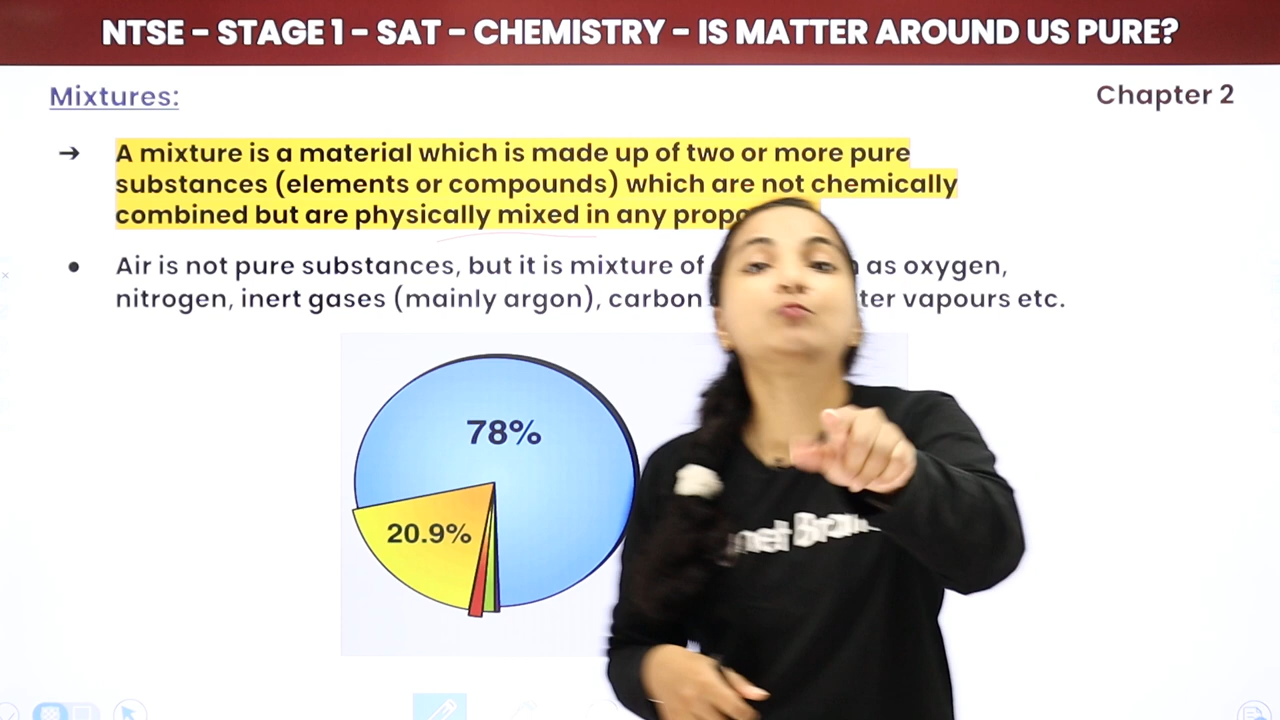 NTSE – STAGE 1 – SAT – CHEMISTRY – IS MATTER AROUND US PURE?
Mixtures:
Chapter 2
→ A mixture is a material which is made up of two or more pure
substances (elements or compounds) which are not chemically
combined but are physically mixed in any
● Air is not pure substances, but it is mixture of as oxygen,
nitrogen, inert gases (mainly argon), carbon vapours etc.
78%
20.9%